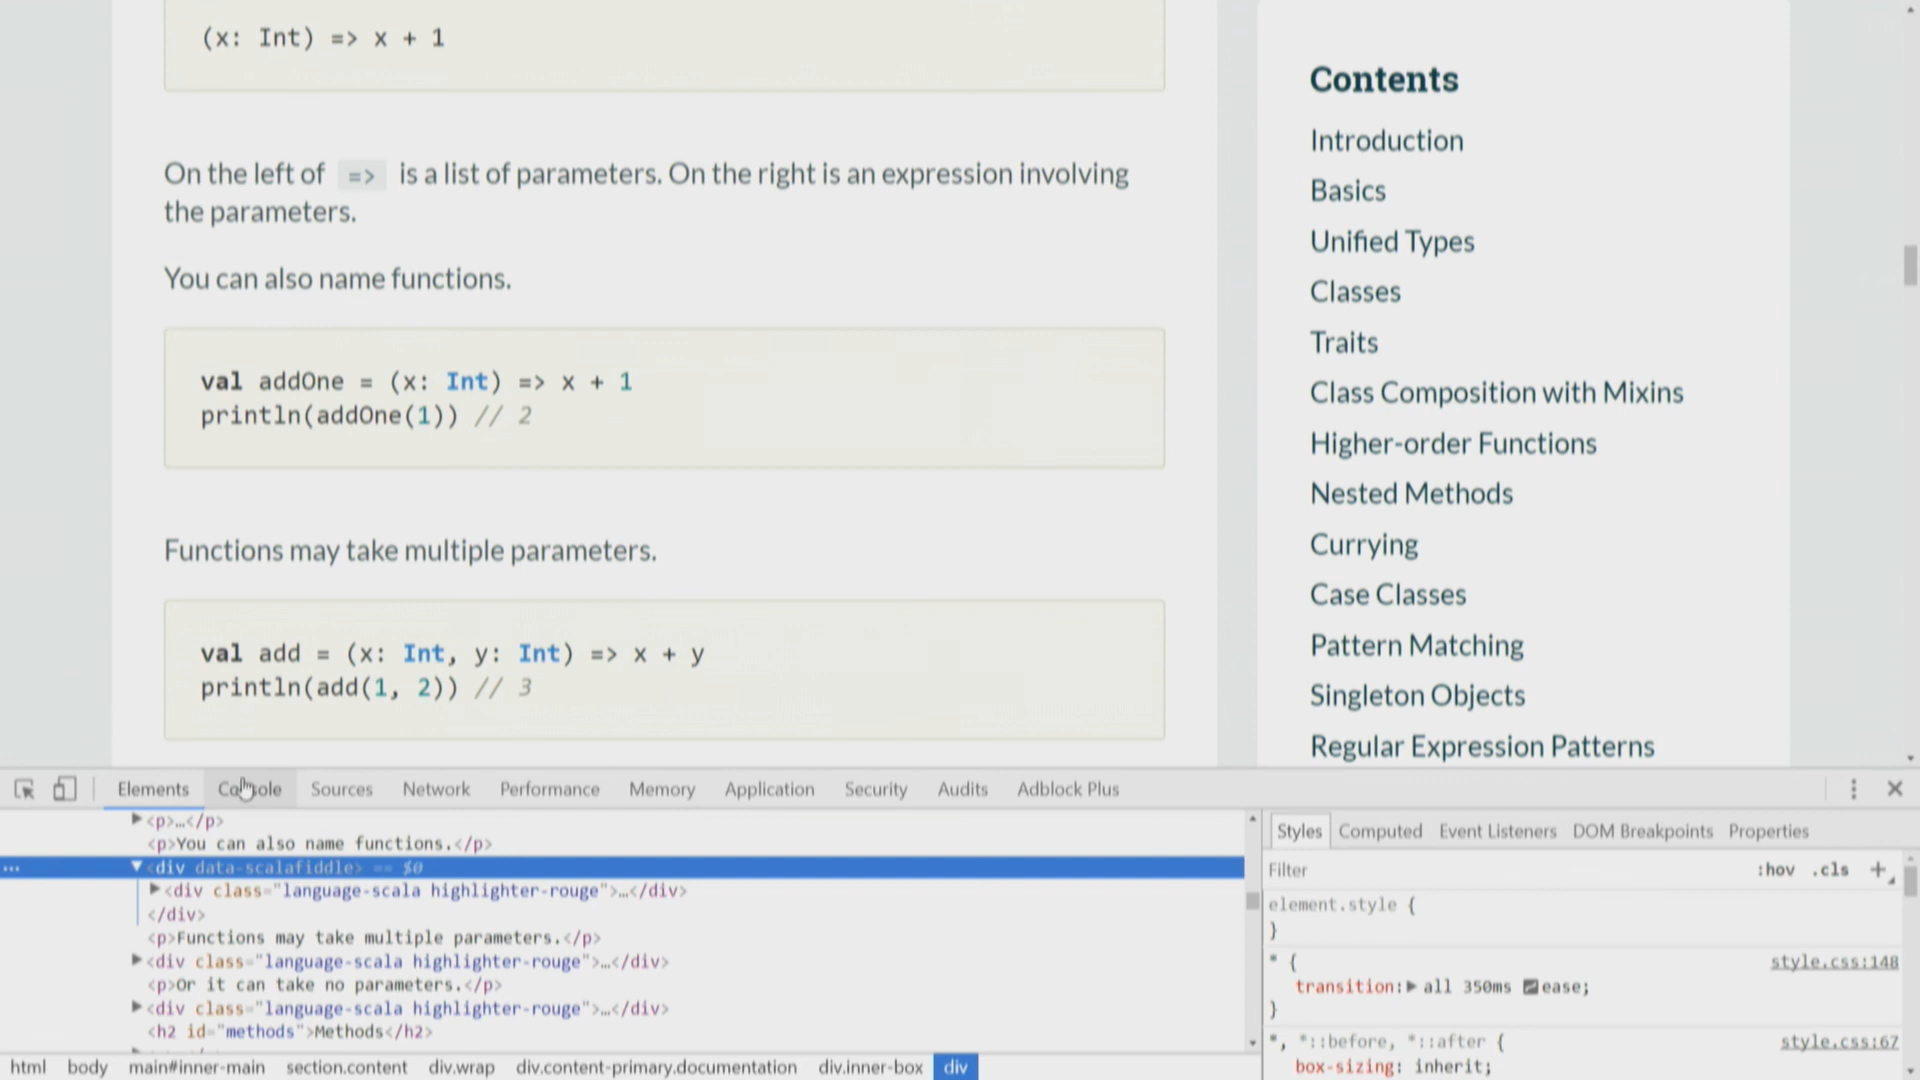 (x: Int) => x + 1
On the left of => is a list of parameters. On the right is an expression involving
the parameters.
You can also name functions.
val addOne = (x: Int) => x + 1
println(addOne(1)) // 2
Functions may take multiple parameters.
val add = (x: Int, y: Int) => x + y
println(add(1, 2)) // 3
Contents
Introduction
Basics
Unified Types
Classes
Traits
Class Composition with Mixins
Higher-order Functions
Nested Methods
Currying
Case Classes
Pattern Matching
Singleton Objects
Regular Expression Patterns
Elements Console Sources Network Performance Memory Application Security Audits Adblock Plus
<p>…</p>
<p>You can also name functions.</p>
<div data-scalafiddle> == $0
<div class="language-scala highlighter-rouge">…</div>
</div>
<p>Functions may take multiple parameters.</p>
<div class="language-scala highlighter-rouge">…</div>
<p>Or it can take no parameters.</p>
<div class="language-scala highlighter-rouge">…</div>
<h2 id="methods">Methods</h2>
html body main#inner-main section.content div.wrap div.content-primary.documentation div.inner-box div
Styles Computed Event Listeners DOM Breakpoints Properties
Filter :hov .cls +
element.style {
}
* { style.css:148
transition: all 350ms ease;
}
*, *::before, *::after { style.css:67
box-sizing: inherit;